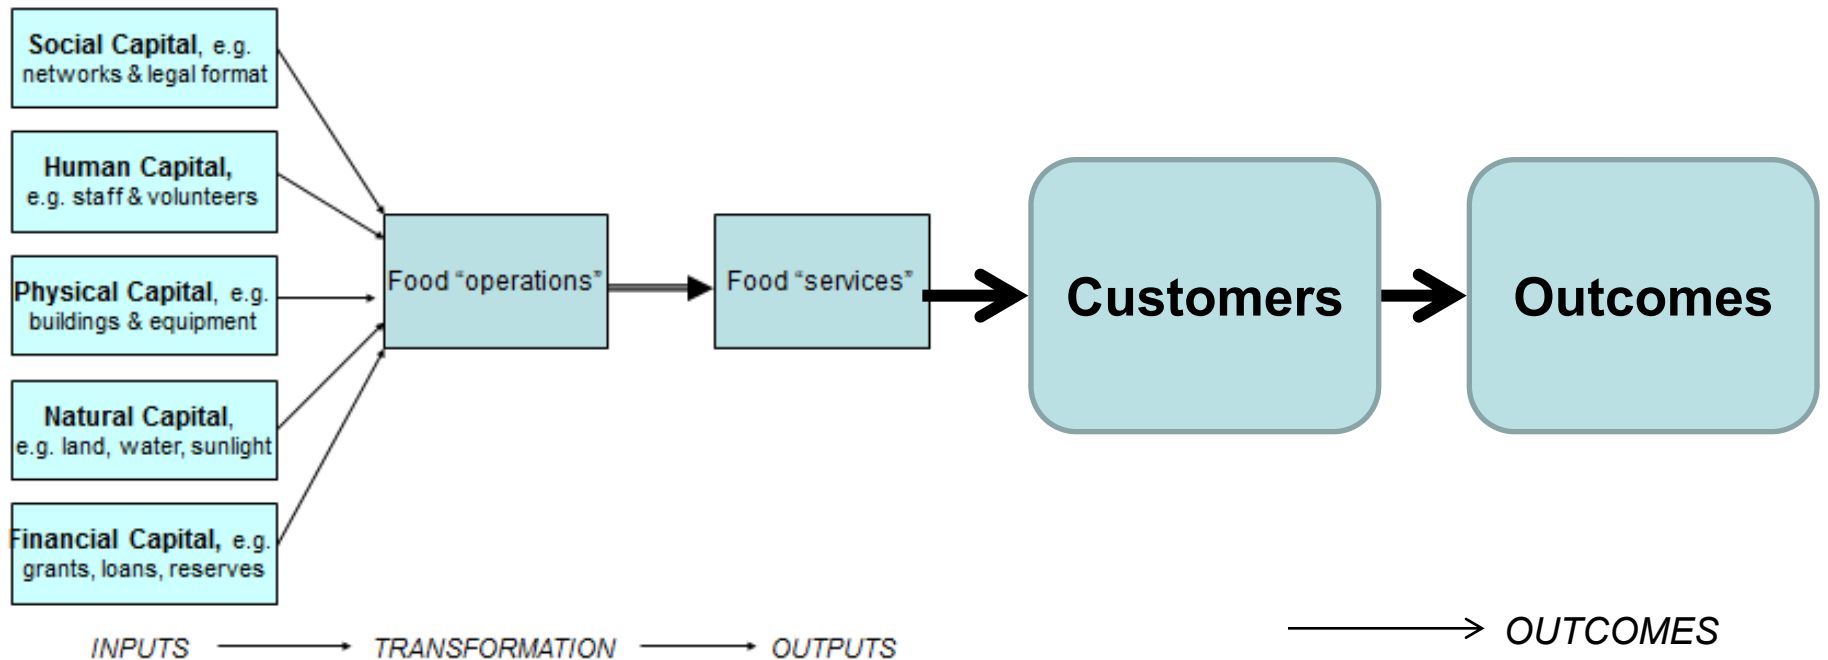 Social Capital, e.g.
networks & legal format
Human Capital,
e.g. staff & volunteers
Physical Capital, e.g.
buildings & equipment
Natural Capital,
e.g. land, water, sunlight
Financial Capital, e.g.
grants, loans, reserves
Food “operations”
Food “services”
Customers
Outcomes
INPUTS
TRANSFORMATION
OUTPUTS
OUTCOMES